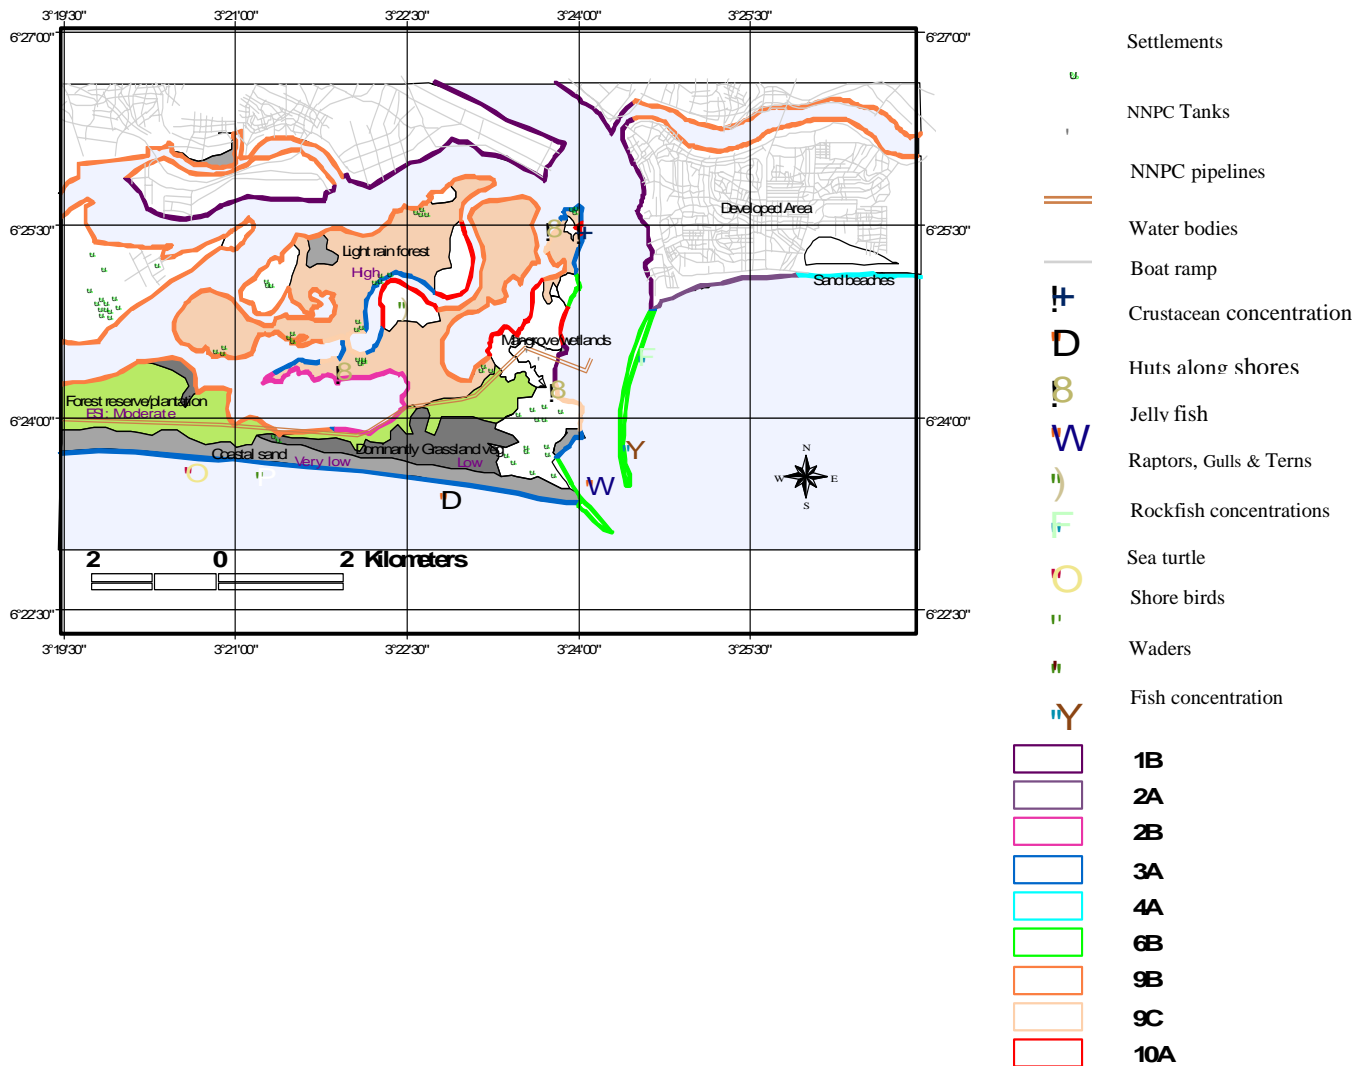 3°19'30" 3°21'00" 3°22'30" 3°24'00" 3°25'30"
6°27'00" 6°27'00"
Developed Area
6°25'30" 6°25'30"
Light rain forest
High
Sand beaches
Mangrove/wetlands
Forest reserve/plantation
ESI: Moderate
6°24'00" 6°24'00"
Coastal sand
Dominantly Grassland veg
Very low
Low
8
8
8
)
F
Y
W
O
P
D
N
W E
S
2 0 2 Kilometers
6°22'30" 6°22'30"
3°19'30" 3°21'00" 3°22'30" 3°24'00" 3°25'30"
Settlements
NNPC Tanks
NNPC pipelines
Water bodies
Boat ramp
Crustacean concentration
D
Huts along shores
8
Jelly fish
W
Raptors, Gulls & Terns
)
Rockfish concentrations
F
Sea turtle
O
Shore birds
Waders
Fish concentration
Y
1B
2A
2B
3A
4A
6B
9B
9C
10A